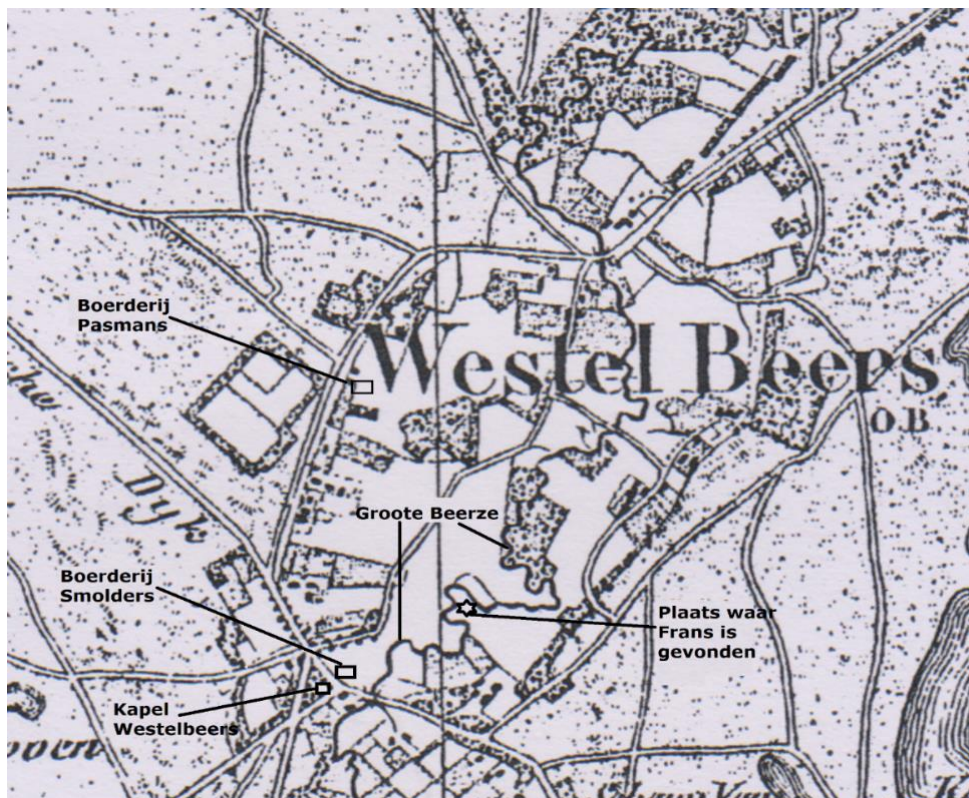 Boerderij
Pasmans
Westel Beers
O.B
Dyk
Groote Beerze
Boerderij
Smolders
Plaats waar
Frans is
gevonden
Kapel
Westelbeers